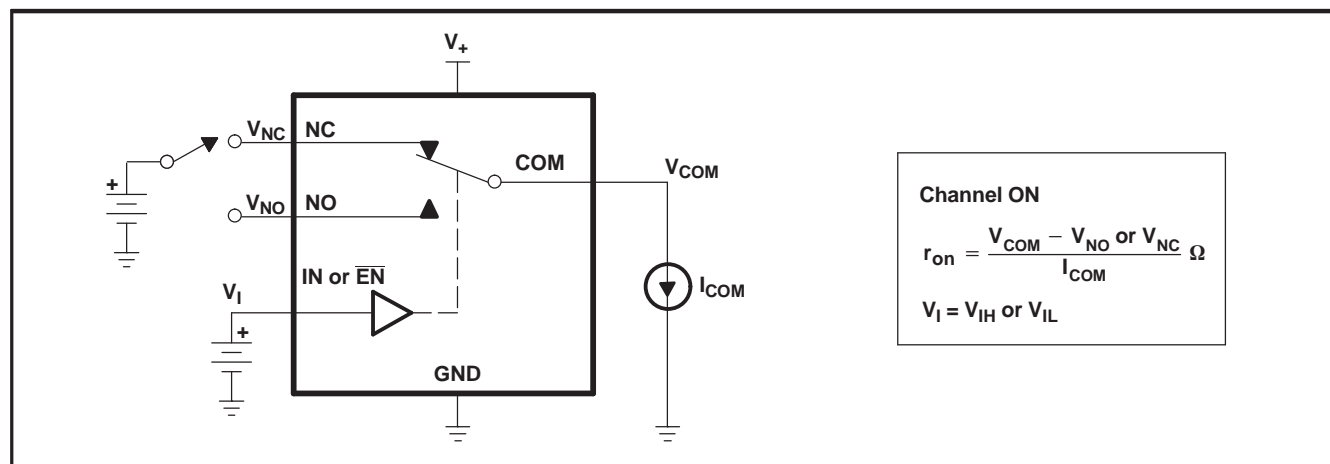 V+
VNC NC
COM
VCOM
+
VNO NO
IN or E̅N̅
VI
+
ICOM
GND
Channel ON
ron = VCOM − VNO or VNC / ICOM Ω
VI = VIH or VIL